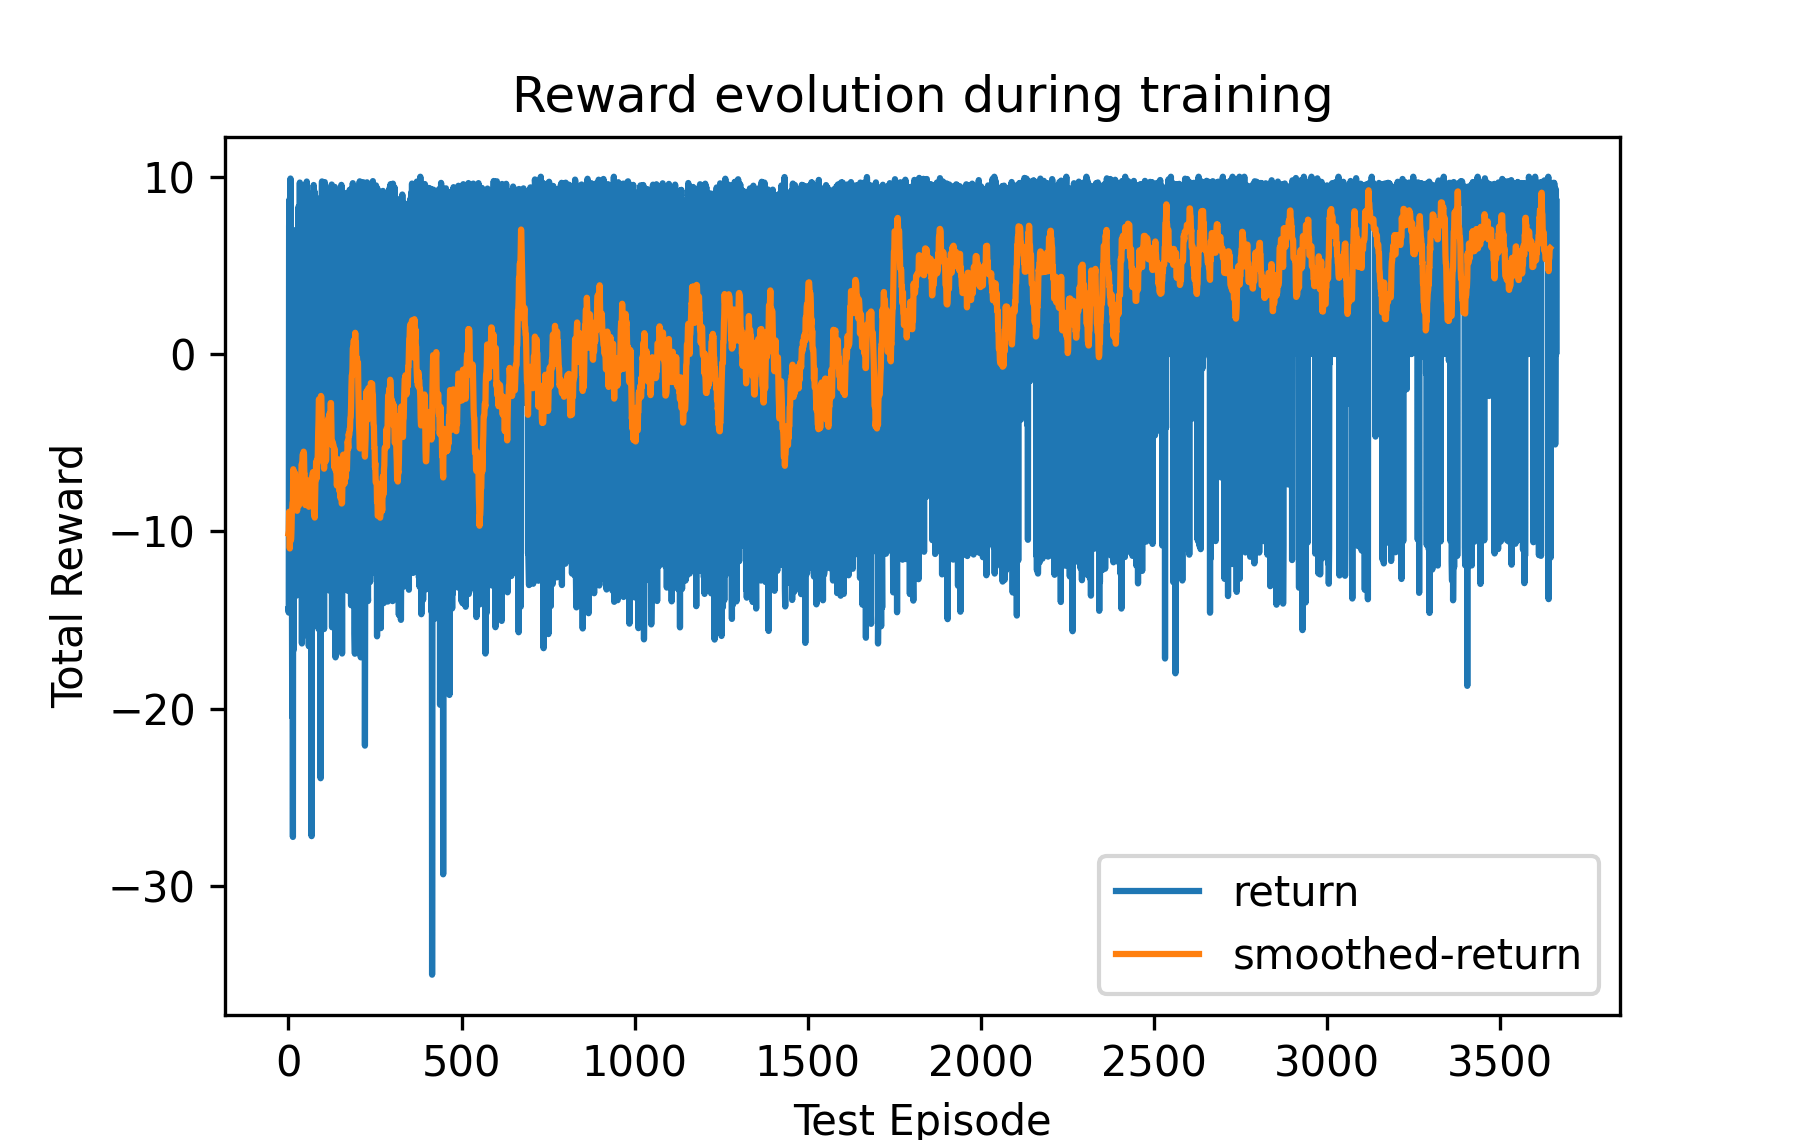 Reward evolution during training
10
0
−10
−20
−30
Total Reward
return
smoothed-return
0 500 1000 1500 2000 2500 3000 3500
Test Episode